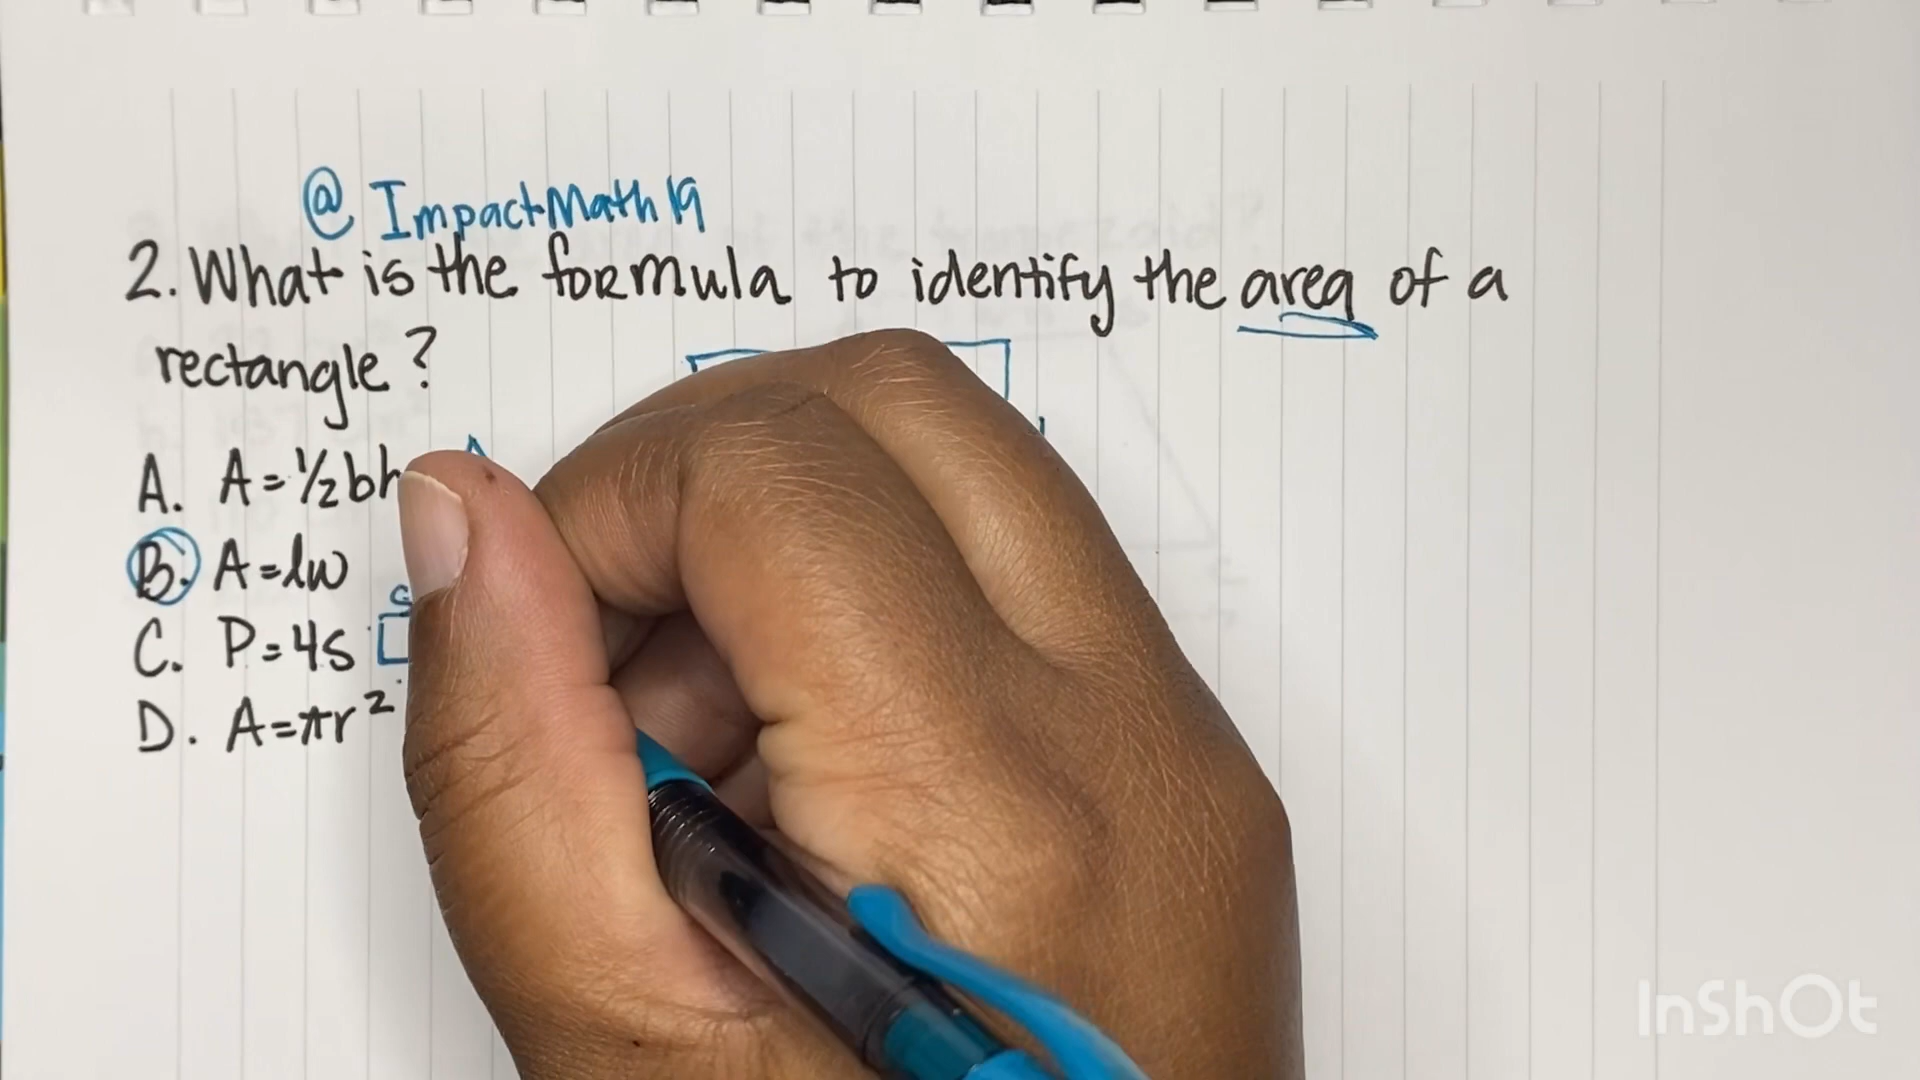 @ImpactMath19
2. What is the formula to identify the area of a
rectangle?
A. A=½bh
B. A=lw
C. P=4s
D. A=πr²
InShOt